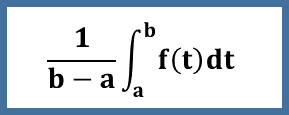 1/(b − a) ∫_a^b f(t)dt